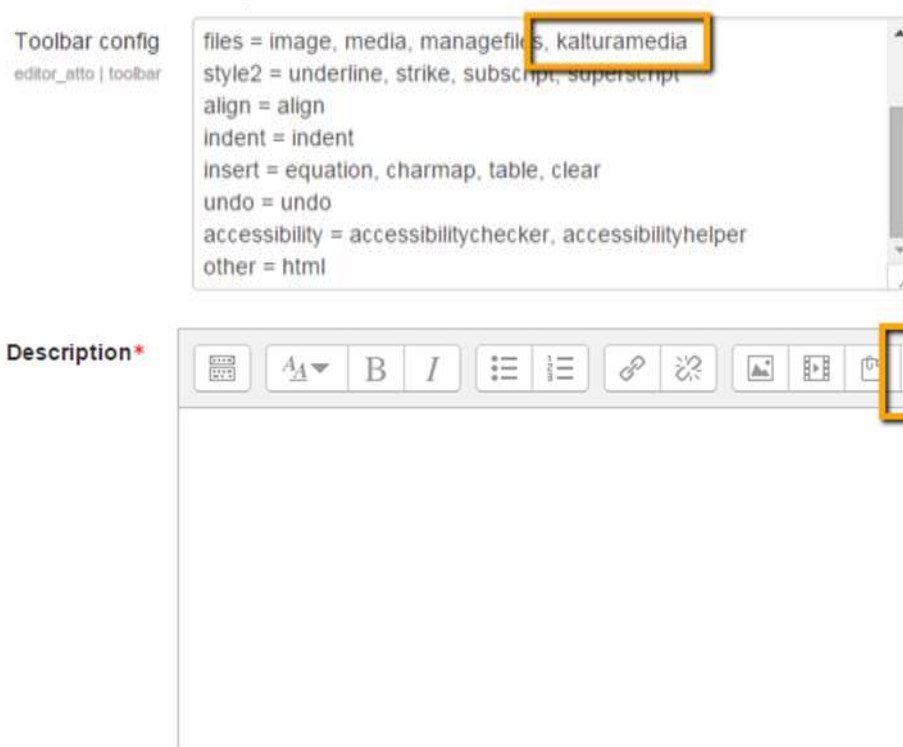 Toolbar config
editor_atto | toolbar
files = image, media, managefiles, kalturamedia
style2 = underline, strike, subscript, superscript
align = align
indent = indent
insert = equation, charmap, table, clear
undo = undo
accessibility = accessibilitychecker, accessibilityhelper
other = html
Description*
AA B I